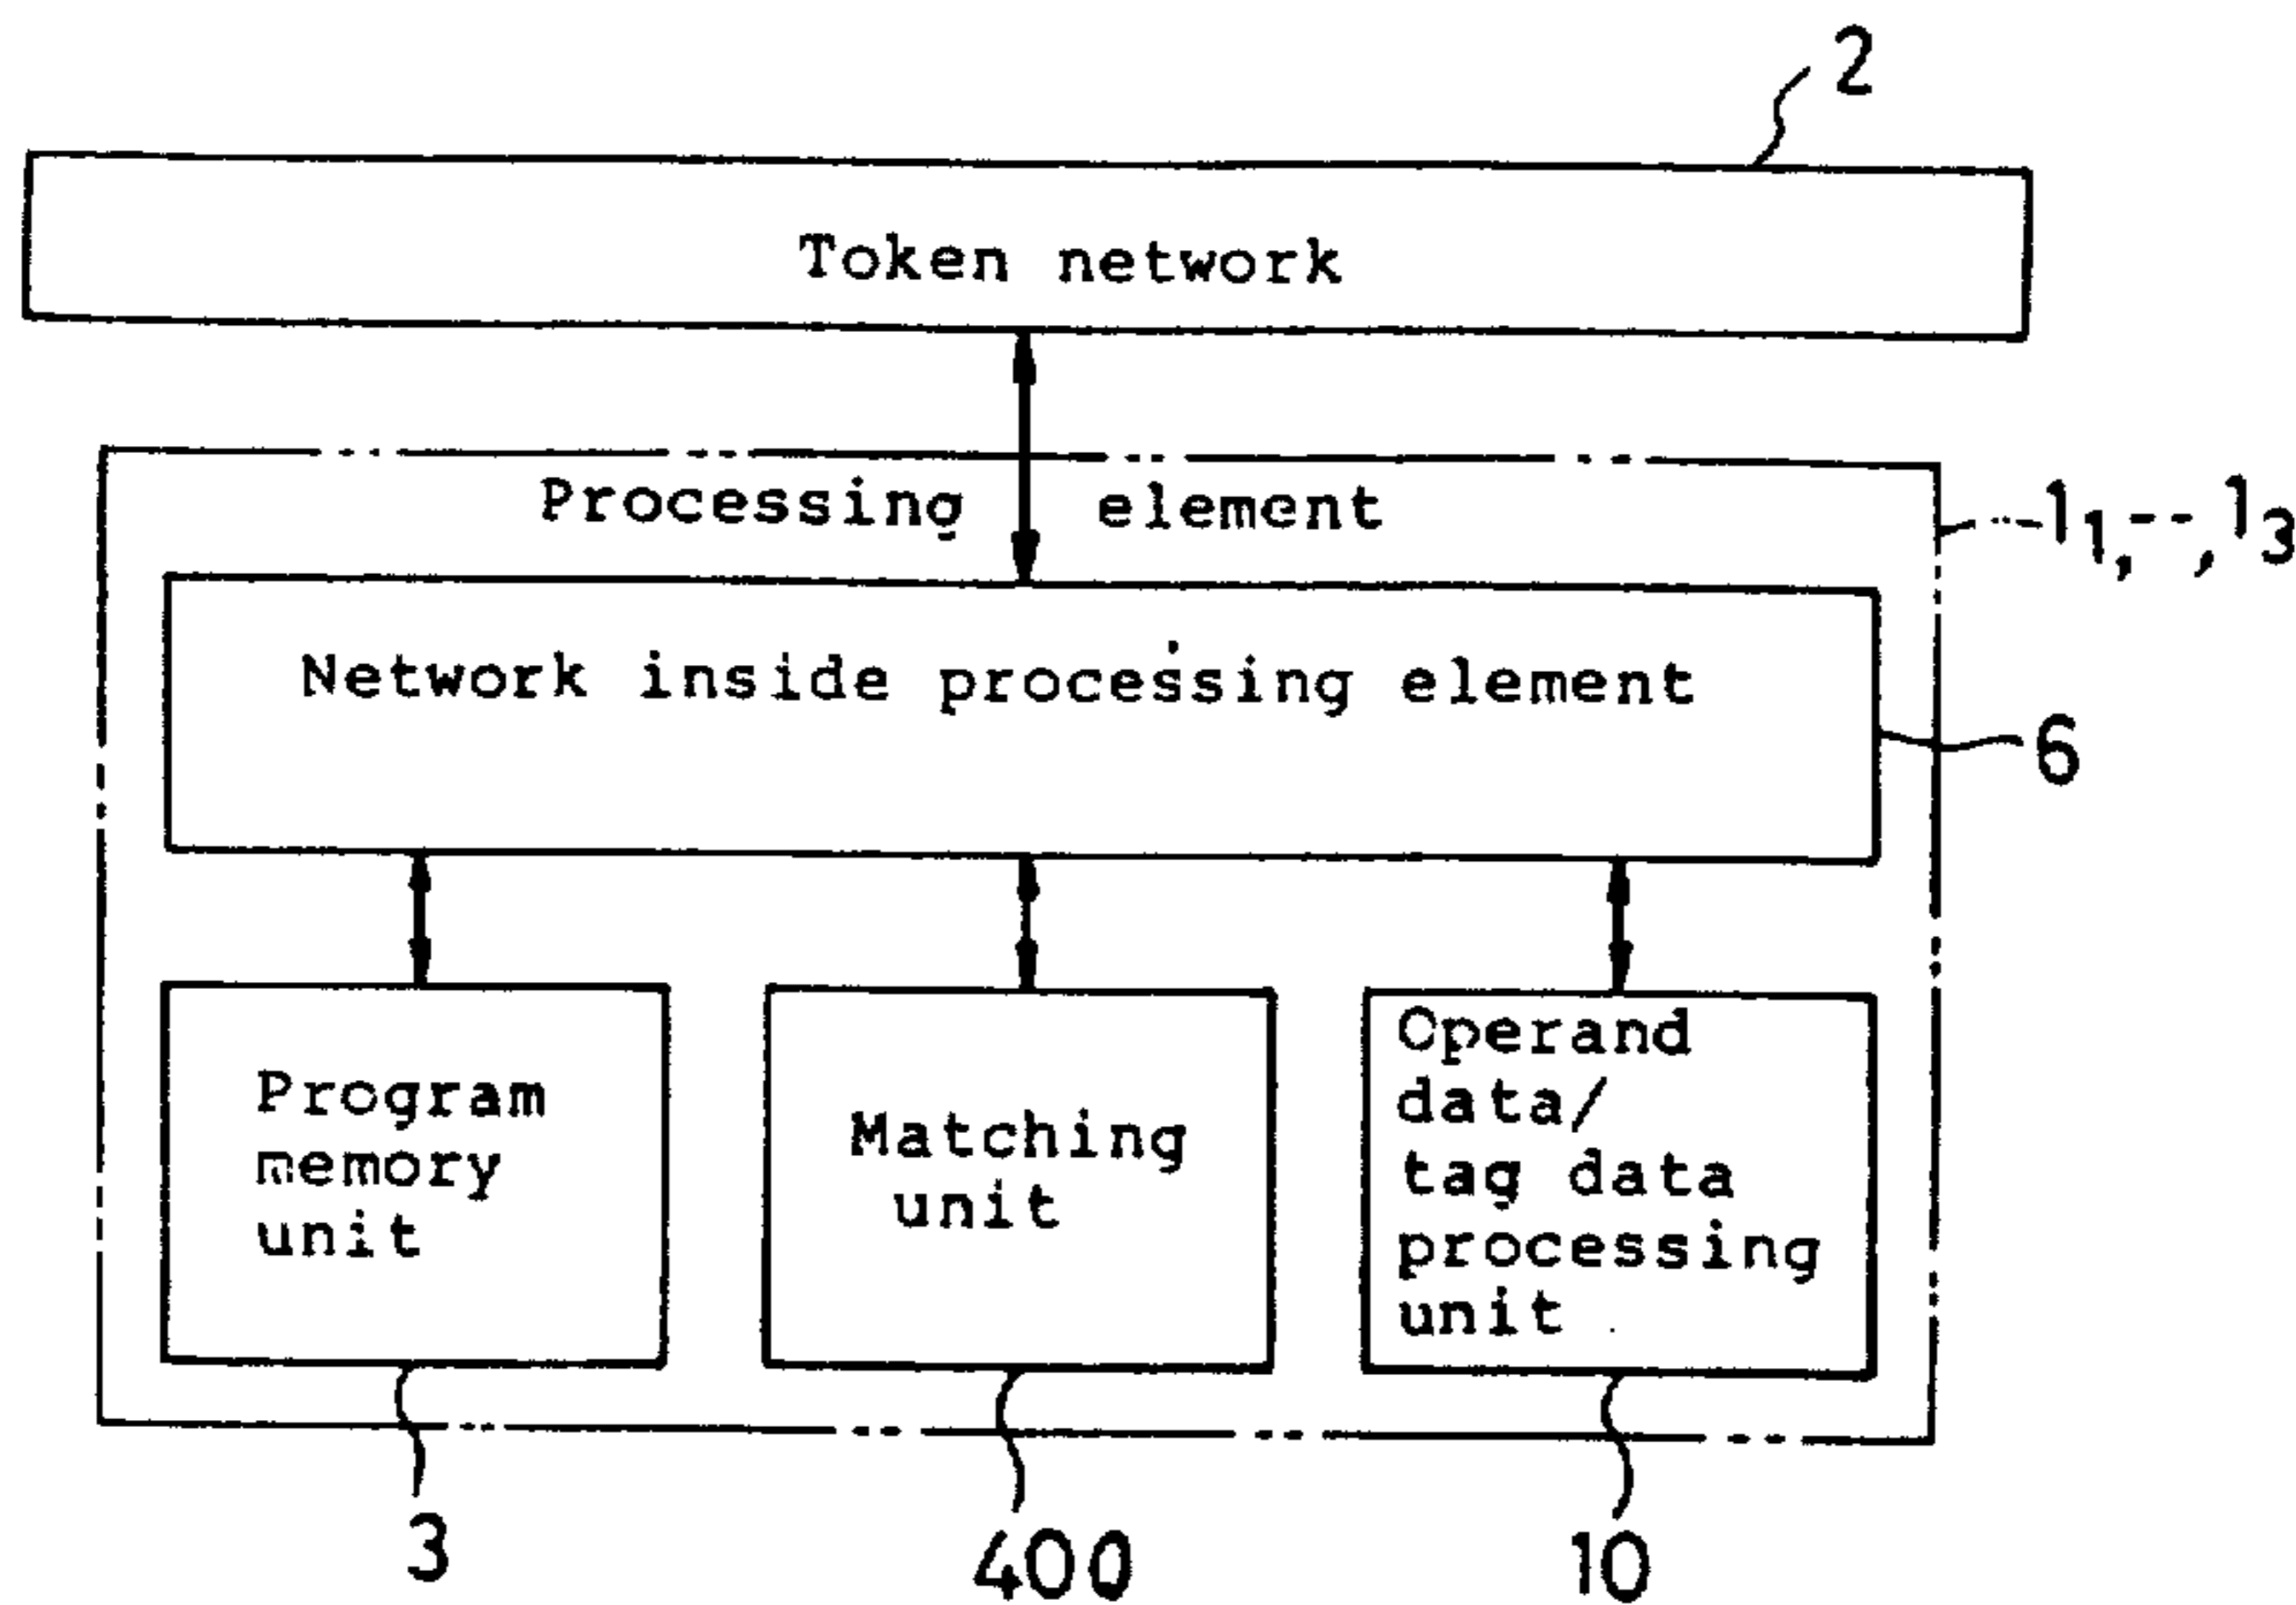 2
Token network
Processing element
1₁,--,1₃
Network inside processing element
6
Program
memory
unit
Matching
unit
Operand
data/
tag data
processing
unit
3
400
10